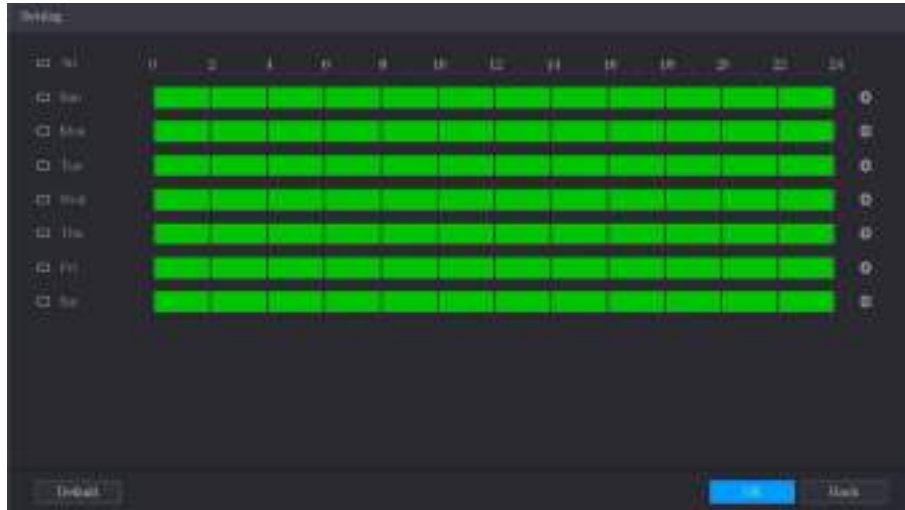 Setting
All 0 2 4 6 8 10 12 14 16 18 20 22 24
Sun
Mon
Tue
Wed
Thu
Fri
Sat
Default OK Back